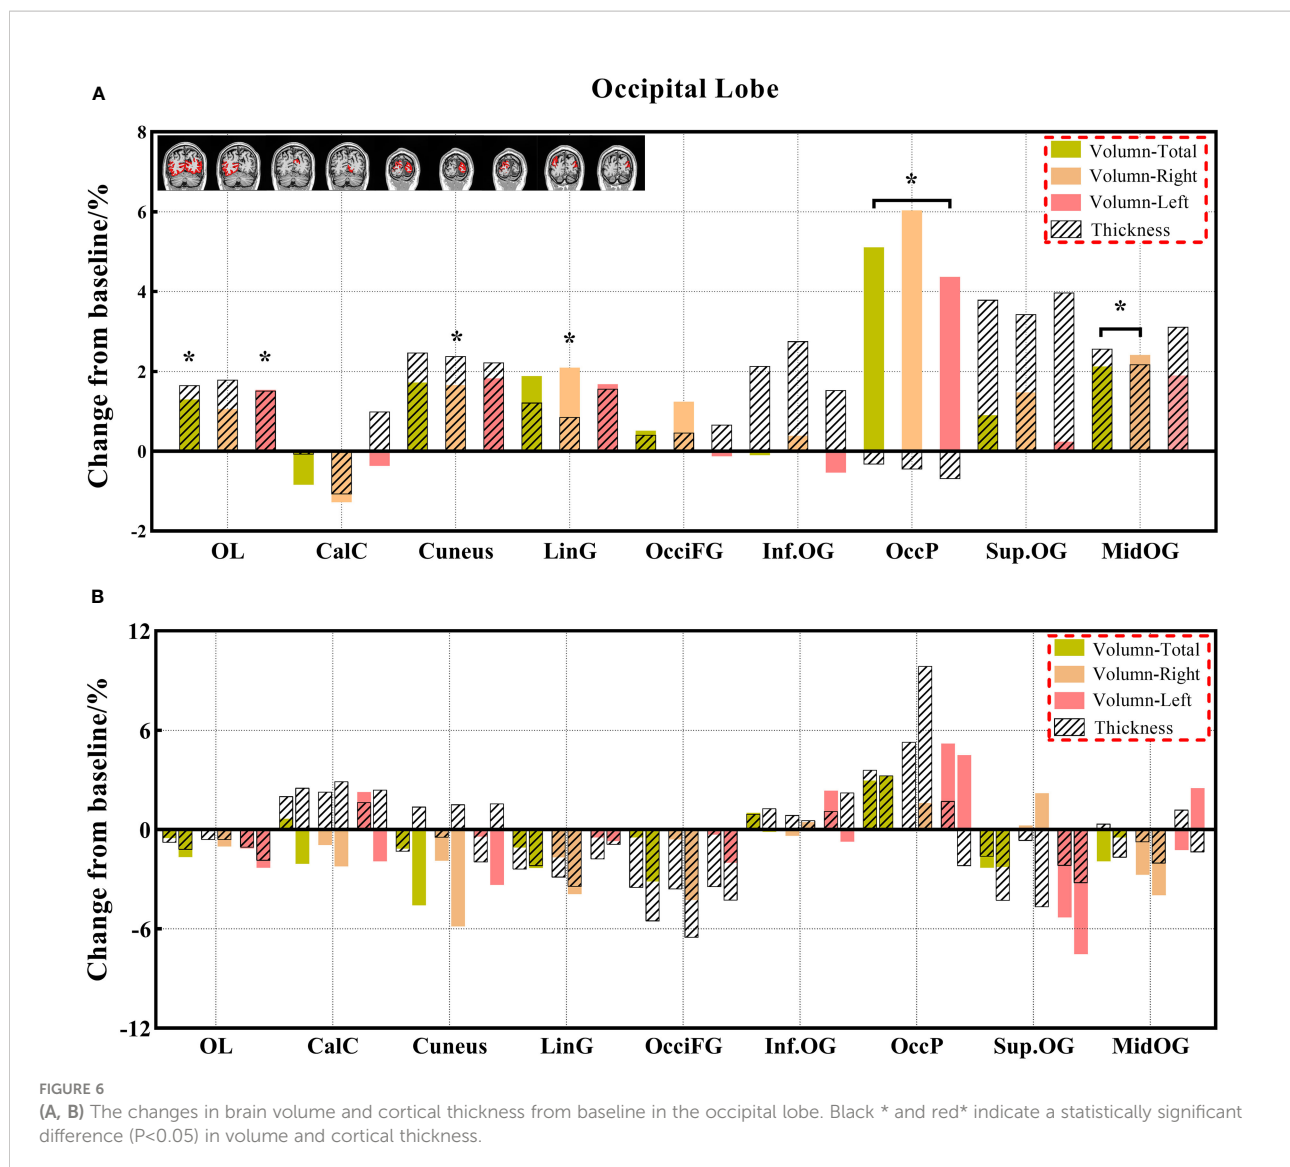 Occipital Lobe
A
Change from baseline/%
8
6
4
2
0
-2
Volumn-Total
Volumn-Right
Volumn-Left
Thickness
*
*
*
*
*
*
OL CalC Cuneus LinG OcciFG Inf.OG OccP Sup.OG MidOG
B
Change from baseline/%
12
6
0
-6
-12
Volumn-Total
Volumn-Right
Volumn-Left
Thickness
OL CalC Cuneus LinG OcciFG Inf.OG OccP Sup.OG MidOG
FIGURE 6
(A, B) The changes in brain volume and cortical thickness from baseline in the occipital lobe. Black * and red* indicate a statistically significant
difference (P<0.05) in volume and cortical thickness.